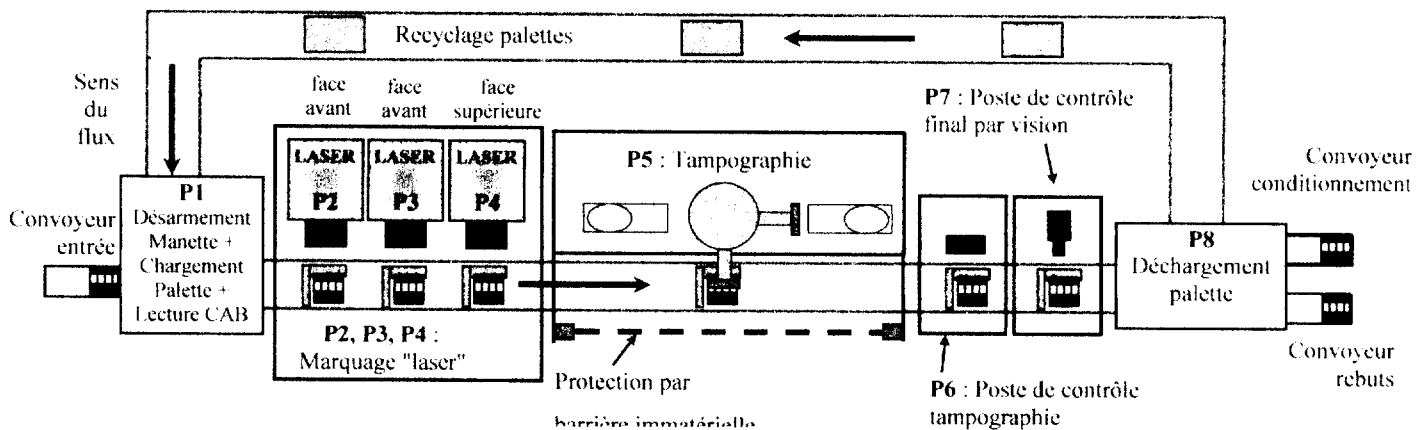 Recyclage palettes
Sens
du
flux
face
avant
face
avant
face
supérieure
LASER
P2
LASER
P3
LASER
P4
P5 : Tampographie
P7 : Poste de contrôle
final par vision
Convoyeur
conditionnement
Convoyeur
entrée
P1
Désarmement
Manette +
Chargement
Palette +
Lecture CAB
P8
Déchargement
palette
P2, P3, P4 :
Marquage "laser"
Protection par
barrière immatérielle
P6 : Poste de contrôle
tampographie
Convoyeur
rebuts